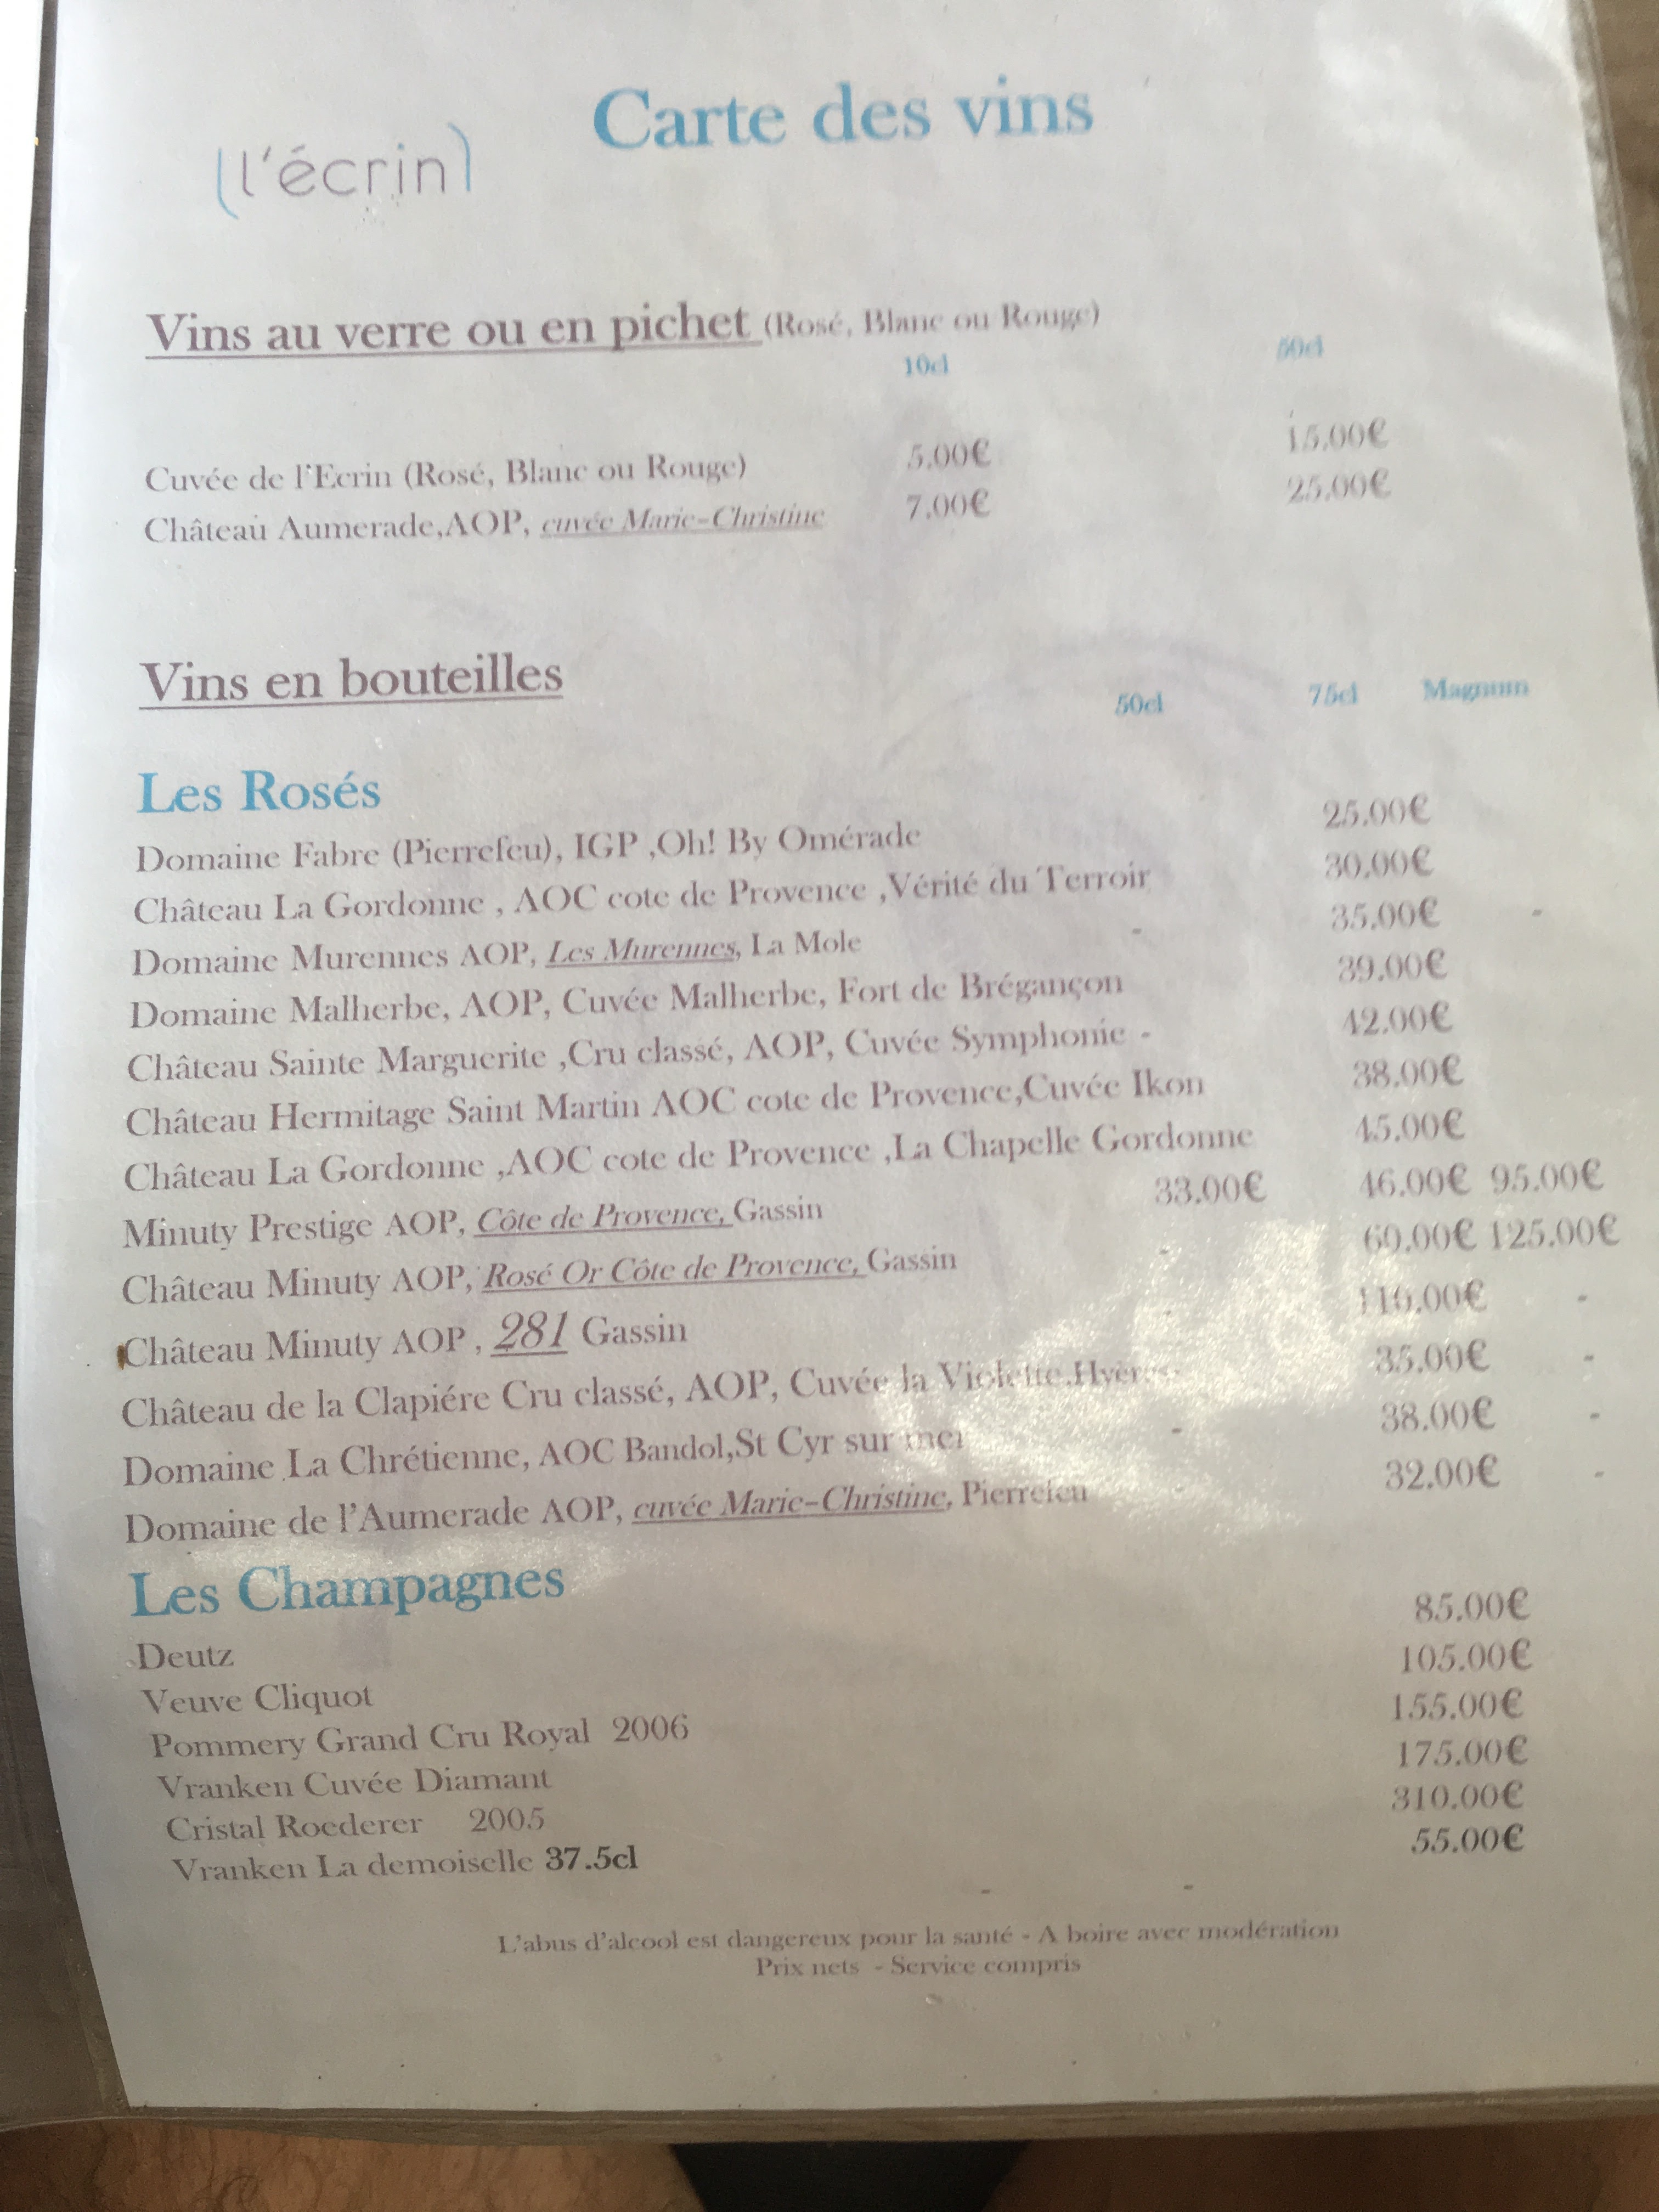 Carte des vins
(l'écrin)
Vins au verre ou en pichet (Rosé, Blanc ou Rouge)
10cl 50cl
Cuvée de l'Ecrin (Rosé, Blanc ou Rouge) 5.00€ 15.00€
Château Aumerade,AOP, cuvée Marie-Christine 7.00€ 25.00€
Vins en bouteilles
50cl 75cl Magnum
Les Rosés
Domaine Fabre (Pierrefeu), IGP ,Oh! By Omérade 25.00€
Château La Gordonne , AOC cote de Provence ,Vérité du Terroir 30.00€
Domaine Murennes AOP, Les Murennes, La Mole - 35.00€ -
Domaine Malherbe, AOP, Cuvée Malherbe, Fort de Brégançon 39.00€
Château Sainte Marguerite ,Cru classé, AOP, Cuvée Symphonie - 42.00€
Château Hermitage Saint Martin AOC cote de Provence,Cuvée Ikon 38.00€
Château La Gordonne ,AOC cote de Provence ,La Chapelle Gordonne 45.00€
Minuty Prestige AOP, Côte de Provence, Gassin 33.00€ 46.00€ 95.00€
Château Minuty AOP, Rosé Or Côte de Provence, Gassin - 60.00€ 125.00€
Château Minuty AOP , 281 Gassin - 110.00€ -
Château de la Clapiére Cru classé, AOP, Cuvée la Violette.Hyères- 35.00€ -
Domaine La Chrétienne, AOC Bandol,St Cyr sur mer - 38.00€ -
Domaine de l'Aumerade AOP, cuvée Marie-Christine, Pierrefeu - 32.00€ -
Les Champagnes
Deutz 85.00€
Veuve Cliquot 105.00€
Pommery Grand Cru Royal 2006 155.00€
Vranken Cuvée Diamant 175.00€
Cristal Roederer 2005 310.00€
Vranken La demoiselle 37.5cl 55.00€
- -
L'abus d'alcool est dangereux pour la santé - A boire avec modération
Prix nets - Service compris